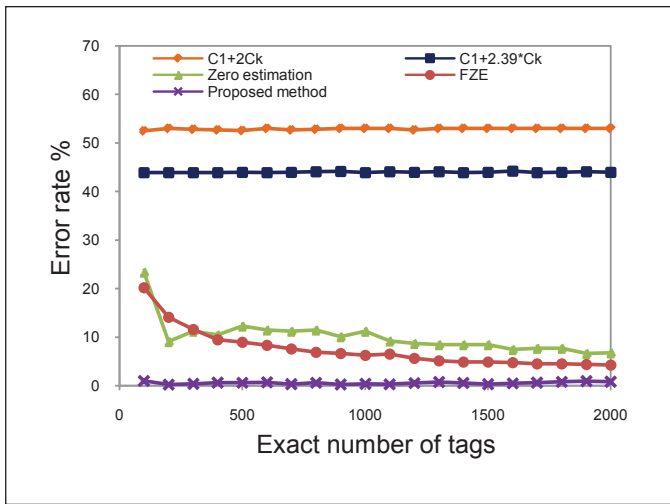 70
60
50
40
30
20
10
0
Error rate %
C1+2Ck
C1+2.39*Ck
Zero estimation
FZE
Proposed method
0
500
1000
1500
2000
Exact number of tags